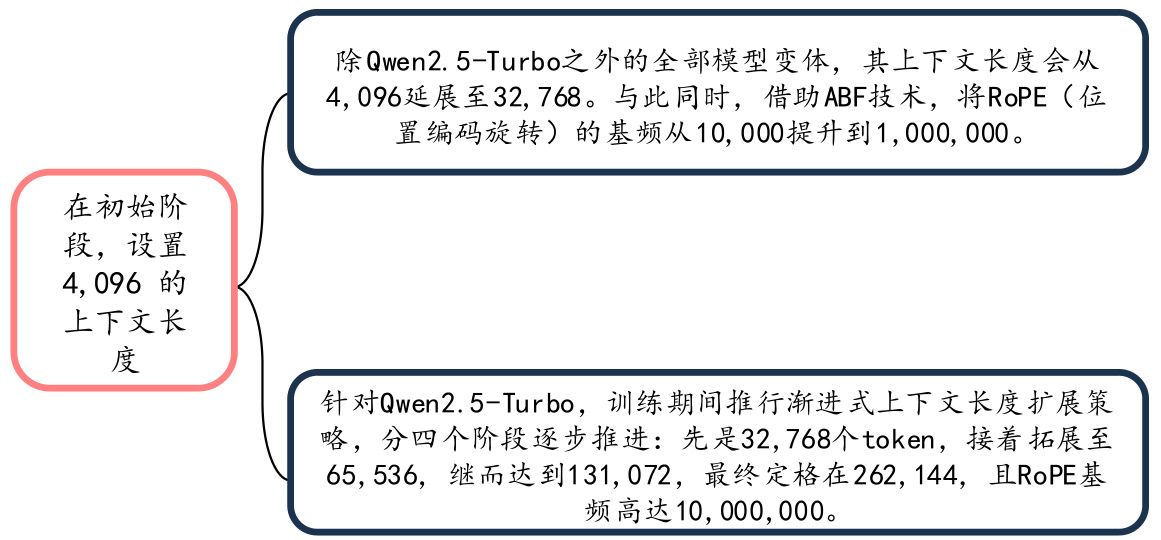 除Qwen2.5-Turbo之外的全部模型变体，其上下文长度会从
4,096延展至32,768。与此同时，借助ABF技术，将RoPE（位
置编码旋转）的基频从10,000提升到1,000,000。
在初始阶
段，设置
4,096 的
上下文长
度
针对Qwen2.5-Turbo，训练期间推行渐进式上下文长度扩展策
略，分四个阶段逐步推进：先是32,768个token，接着拓展至
65,536，继而达到131,072，最终定格在262,144，且RoPE基
频高达10,000,000。